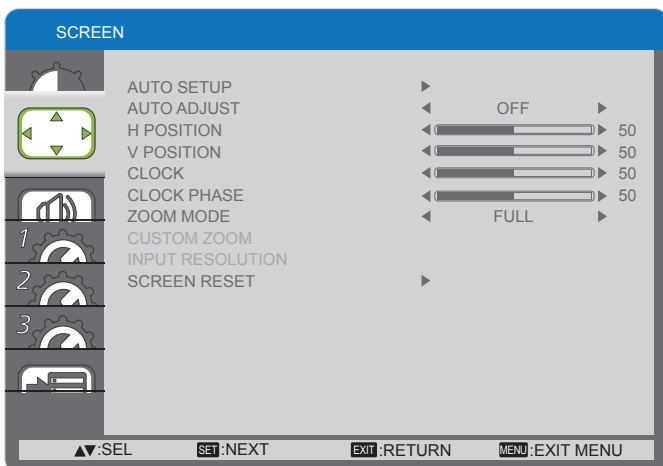 SCREEN
AUTO SETUP
AUTO ADJUST OFF
H POSITION 50
V POSITION 50
CLOCK 50
CLOCK PHASE 50
ZOOM MODE FULL
CUSTOM ZOOM
INPUT RESOLUTION
SCREEN RESET
1
2
3
▲▼:SEL SET:NEXT EXIT:RETURN MENU:EXIT MENU